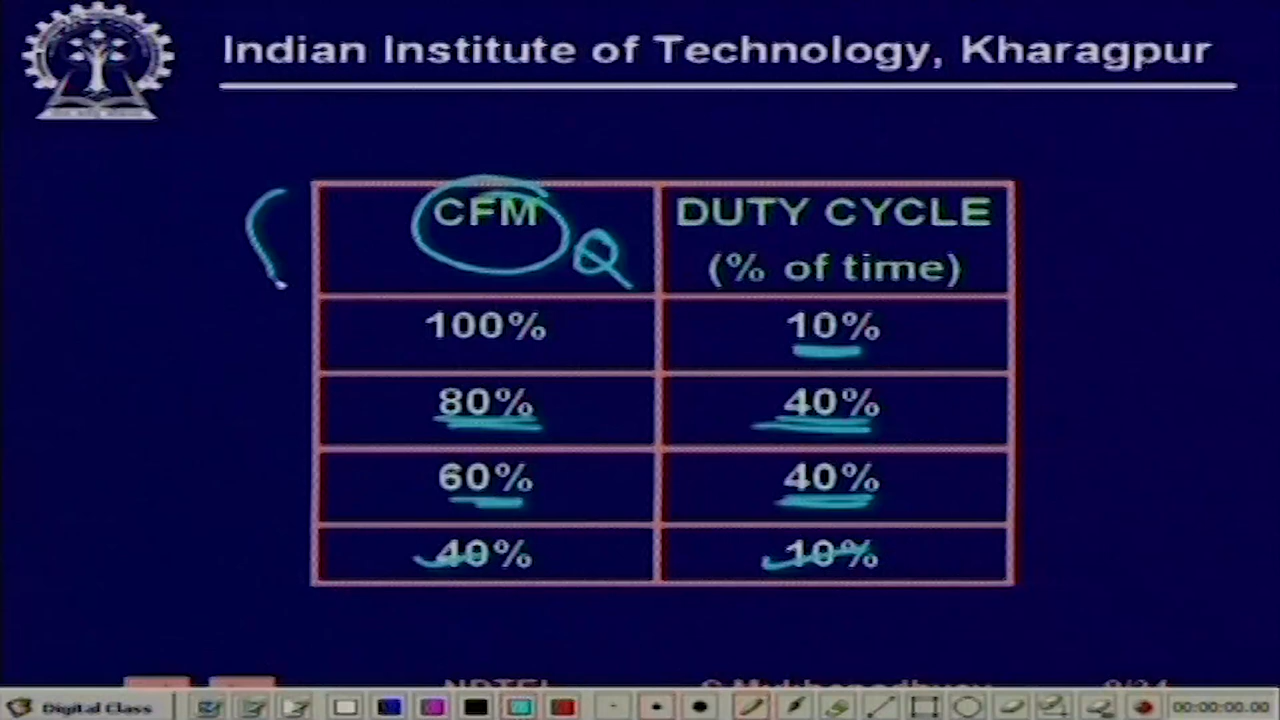 Indian Institute of Technology, Kharagpur
CFM DUTY CYCLE
(% of time)
Q
100% 10%
80% 40%
60% 40%
40% 10%
Digital Class 00:00:00.00